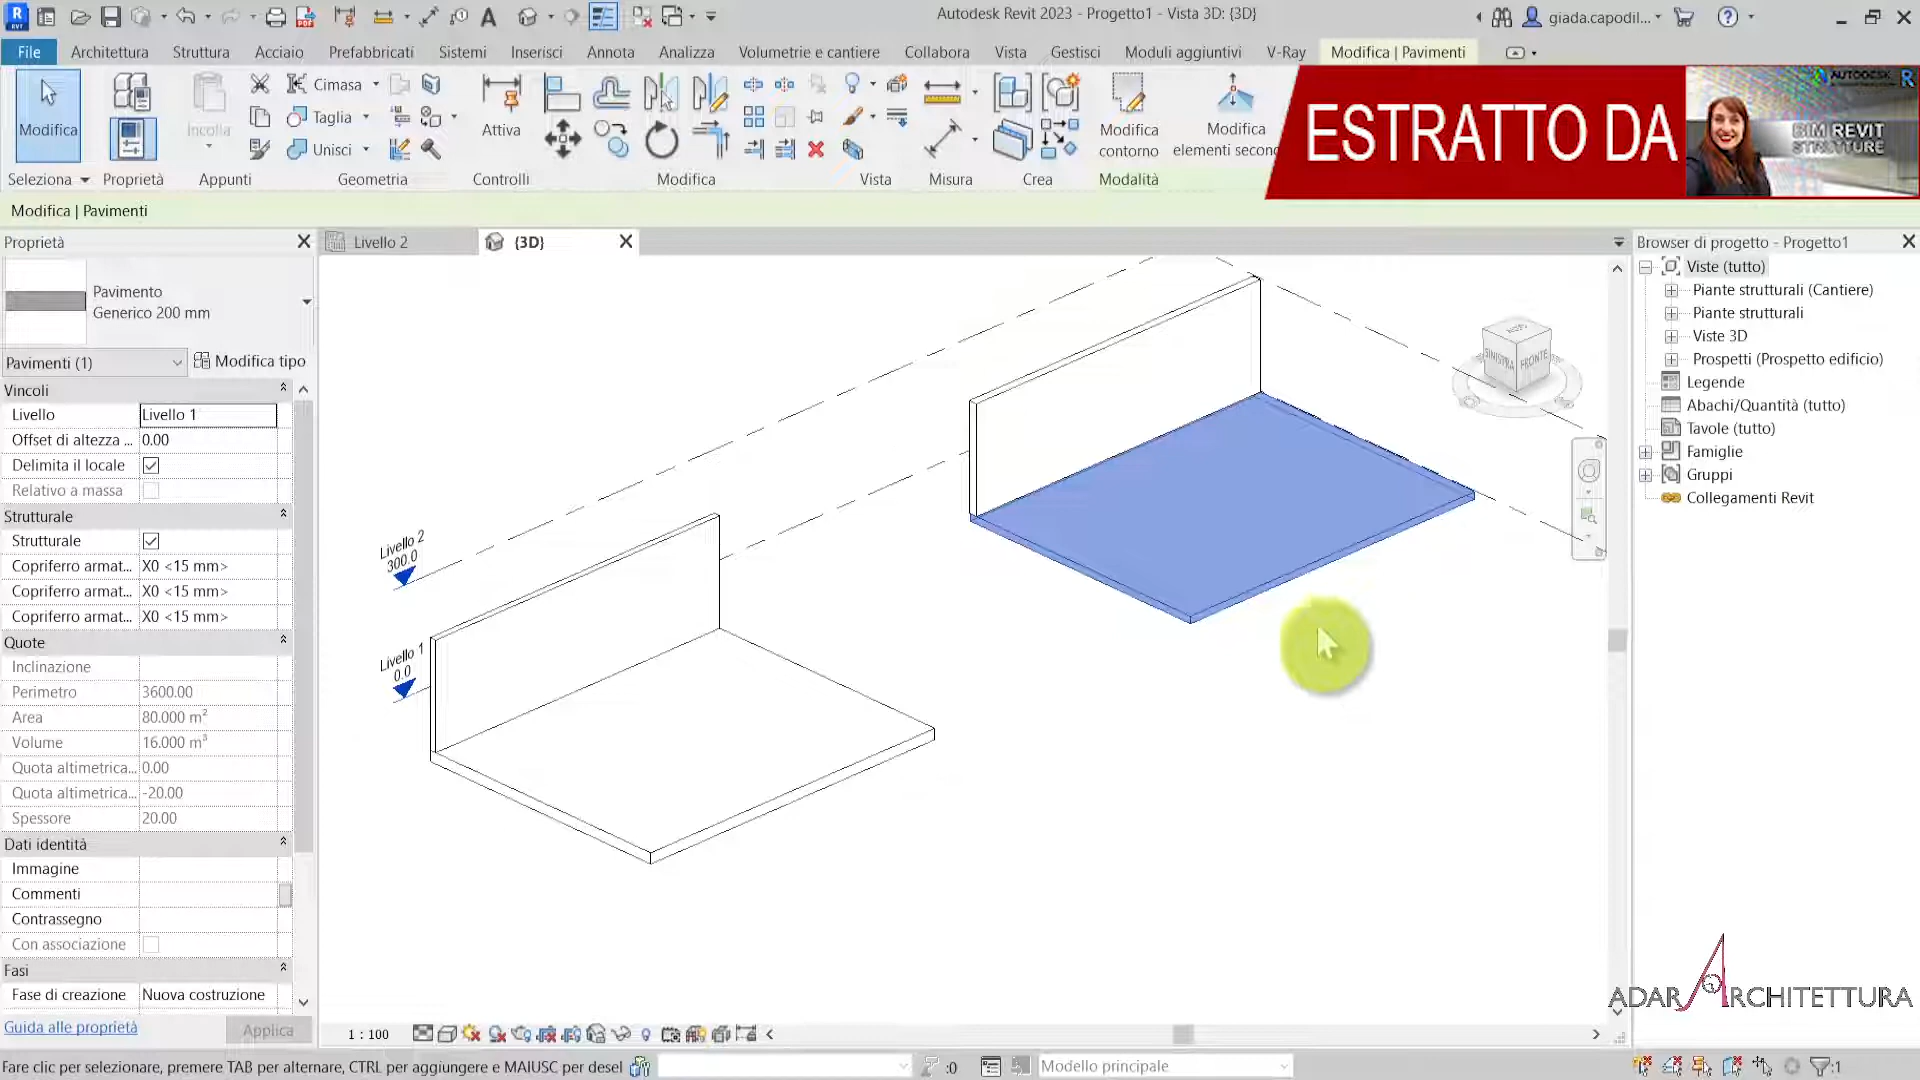 Autodesk Revit 2023 - Progetto1 - Vista 3D: {3D}
giada.capodil...
File Architettura Struttura Acciaio Prefabbricati Sistemi Inserisci Annota Analizza Volumetrie e cantiere Collabora Vista Gestisci Moduli aggiuntivi V-Ray Modifica | Pavimenti
Modifica
Incolla
Cimasa
Taglia
Unisci
Attiva
Modifica
contorno
Modifica
elementi second
ESTRATTO DA
AUTODESK
BIM REVIT
STRUTTURE
Seleziona Proprietà Appunti Geometria Controlli Modifica Vista Misura Crea Modalità
Modifica | Pavimenti
Proprietà
Livello 2
{3D}
Browser di progetto - Progetto1
Pavimento
Generico 200 mm
Pavimenti (1)
Modifica tipo
Vincoli
Livello Livello 1
Offset di altezza ... 0.00
Delimita il locale
Relativo a massa
Strutturale
Strutturale
Copriferro armat... X0 <15 mm>
Copriferro armat... X0 <15 mm>
Copriferro armat... X0 <15 mm>
Quote
Inclinazione
Perimetro 3600.00
Area 80.000 m²
Volume 16.000 m³
Quota altimetrica... 0.00
Quota altimetrica... -20.00
Spessore 20.00
Dati identità
Immagine
Commenti
Contrassegno
Con associazione
Fasi
Fase di creazione Nuova costruzione
Guida alle proprietà
Applica
Livello 2
300.0
Livello 1
0.0
ALTO
SINISTRA
FRONTE
Viste (tutto)
Piante strutturali (Cantiere)
Piante strutturali
Viste 3D
Prospetti (Prospetto edificio)
Legende
Abachi/Quantità (tutto)
Tavole (tutto)
Famiglie
Gruppi
Collegamenti Revit
ADARARCHITETTURA
1 : 100
Fare clic per selezionare, premere TAB per alternare, CTRL per aggiungere e MAIUSC per desel
:0
Modello principale
:1